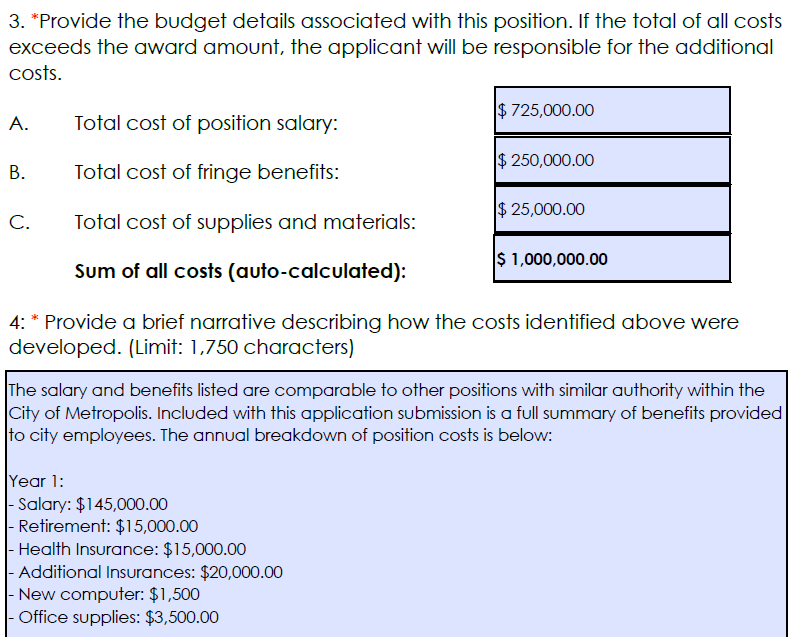 3. *Provide the budget details associated with this position. If the total of all costs
exceeds the award amount, the applicant will be responsible for the additional
costs.
A. Total cost of position salary: $ 725,000.00
B. Total cost of fringe benefits: $ 250,000.00
C. Total cost of supplies and materials: $ 25,000.00
Sum of all costs (auto-calculated): $ 1,000,000.00
4: * Provide a brief narrative describing how the costs identified above were
developed. (Limit: 1,750 characters)
The salary and benefits listed are comparable to other positions with similar authority within the
City of Metropolis. Included with this application submission is a full summary of benefits provided
to city employees. The annual breakdown of position costs is below:
Year 1:
- Salary: $145,000.00
- Retirement: $15,000.00
- Health Insurance: $15,000.00
- Additional Insurances: $20,000.00
- New computer: $1,500
- Office supplies: $3,500.00